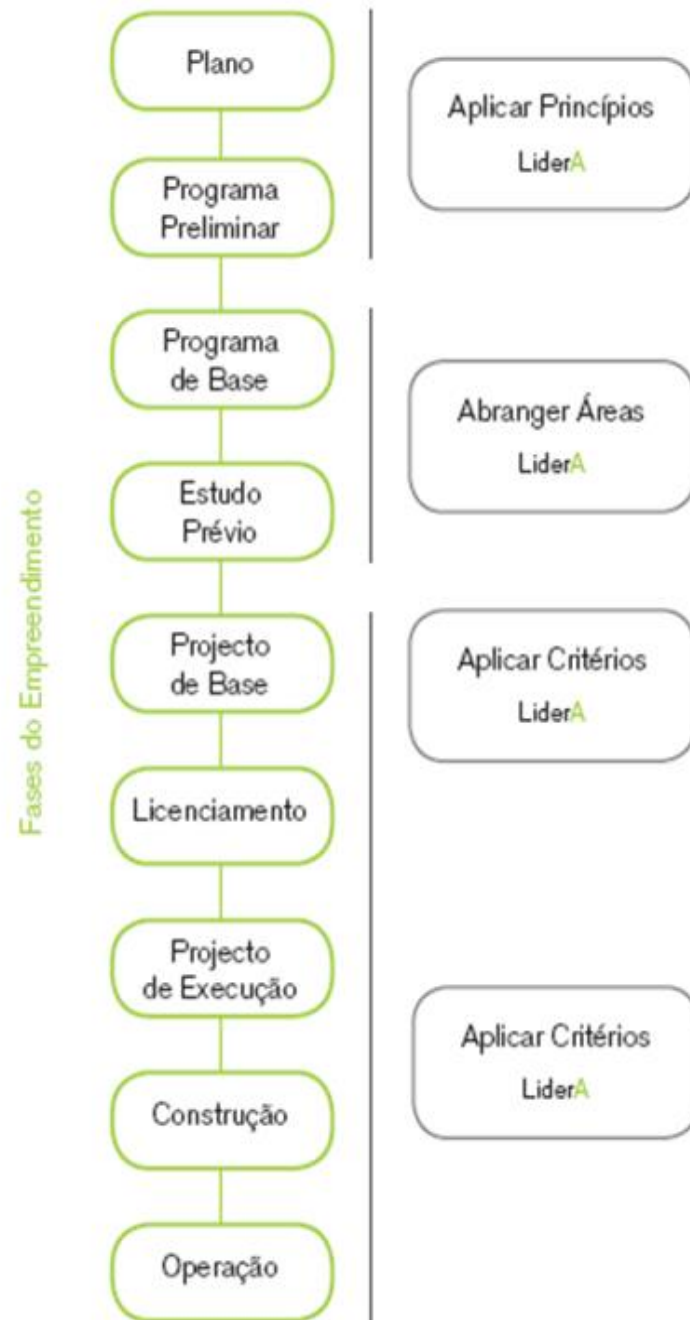 Fases do Empreendimento
Plano
Programa
Preliminar
Programa
de Base
Estudo
Prévio
Projecto
de Base
Licenciamento
Projecto
de Execução
Construção
Operação
Aplicar Princípios
LiderA
Abranger Áreas
LiderA
Aplicar Critérios
LiderA
Aplicar Critérios
LiderA